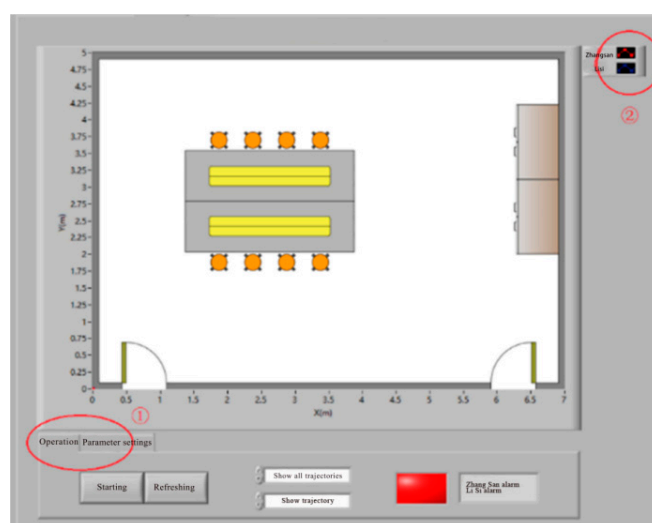 Zhangsan
Lisi
②
5
4.75
4.5
4.25
4
3.75
3.5
3.25
3
2.75
2.5
2.25
2
1.75
1.5
1.25
1
0.75
0.5
0.25
0
Y(m)
0 0.5 1 1.5 2 2.5 3 3.5 4 4.5 5 5.5 6 6.5 7
X(m)
①
Operation Parameter settings
Starting Refreshing
Show all trajectories
Show trajectory
Zhang San alarm
Li Si alarm